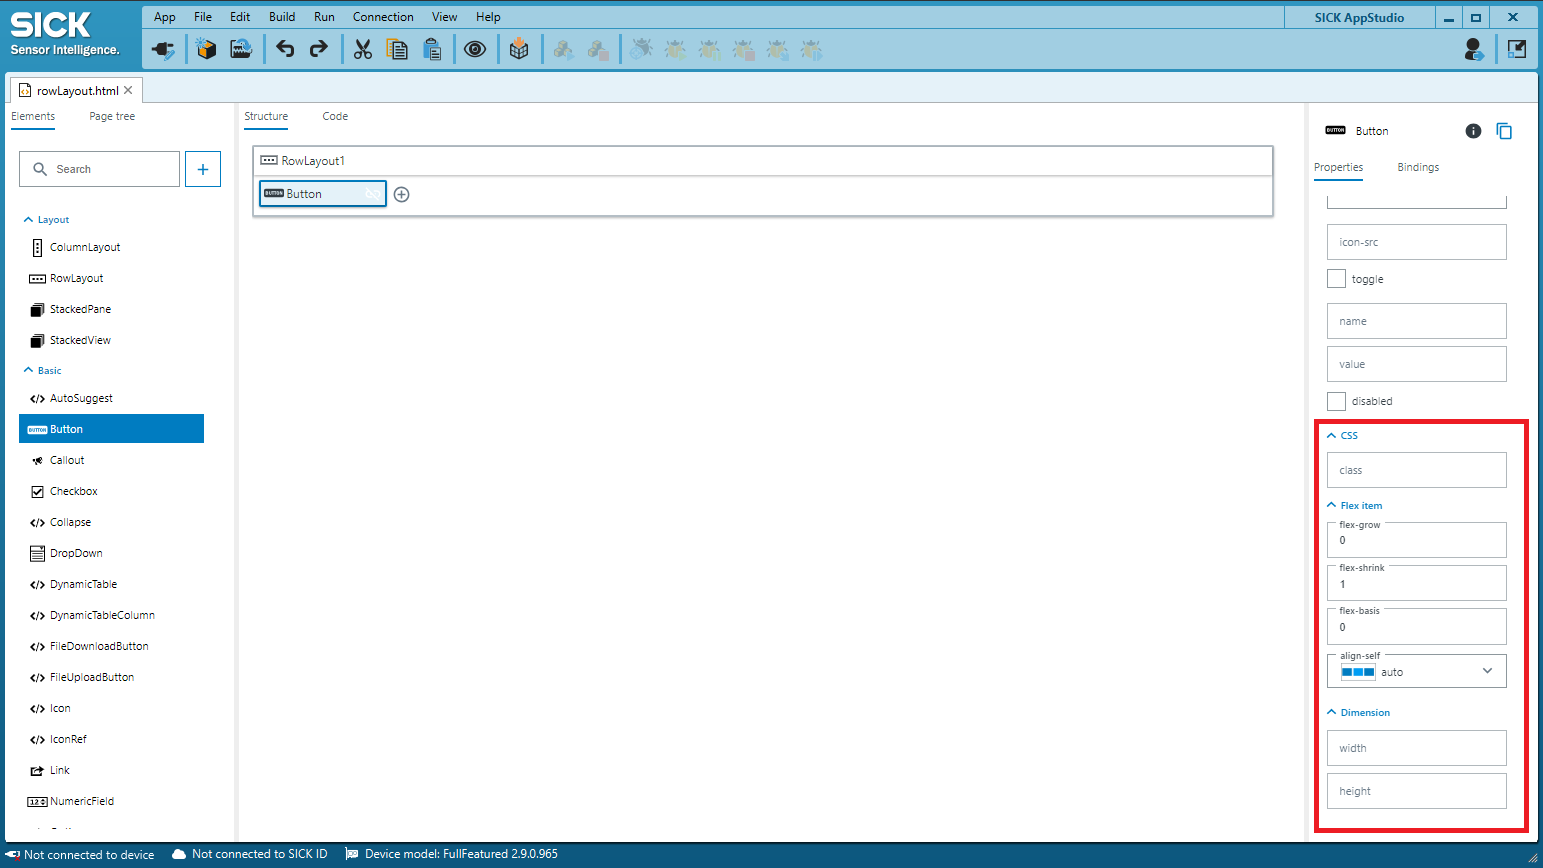 SICK
Sensor Intelligence.
App File Edit Build Run Connection View Help
SICK AppStudio
rowLayout.html
Elements Page tree
Structure Code
Search
Layout
ColumnLayout
RowLayout
StackedPane
StackedView
Basic
AutoSuggest
BUTTON Button
Callout
Checkbox
Collapse
DropDown
DynamicTable
DynamicTableColumn
FileDownloadButton
FileUploadButton
Icon
IconRef
Link
12 NumericField
RowLayout1
BUTTON Button
BUTTON Button
Properties Bindings
icon-src
toggle
name
value
disabled
CSS
class
Flex item
flex-grow
0
flex-shrink
1
flex-basis
0
align-self
auto
Dimension
width
height
Not connected to device Not connected to SICK ID Device model: FullFeatured 2.9.0.965